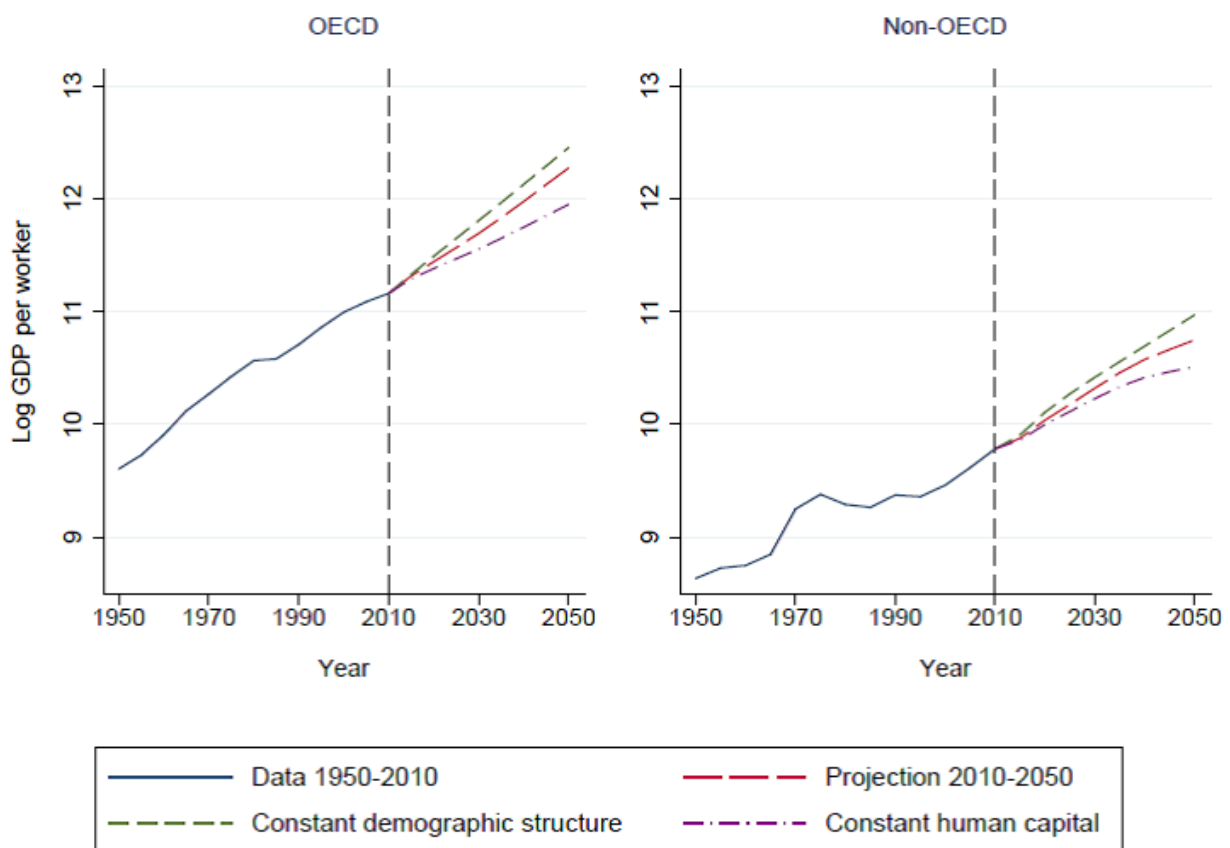 OECD
Non-OECD
Log GDP per worker
13
12
11
10
9
1950 1970 1990 2010 2030 2050
Year
13
12
11
10
9
1950 1970 1990 2010 2030 2050
Year
Data 1950-2010
Projection 2010-2050
Constant demographic structure
Constant human capital